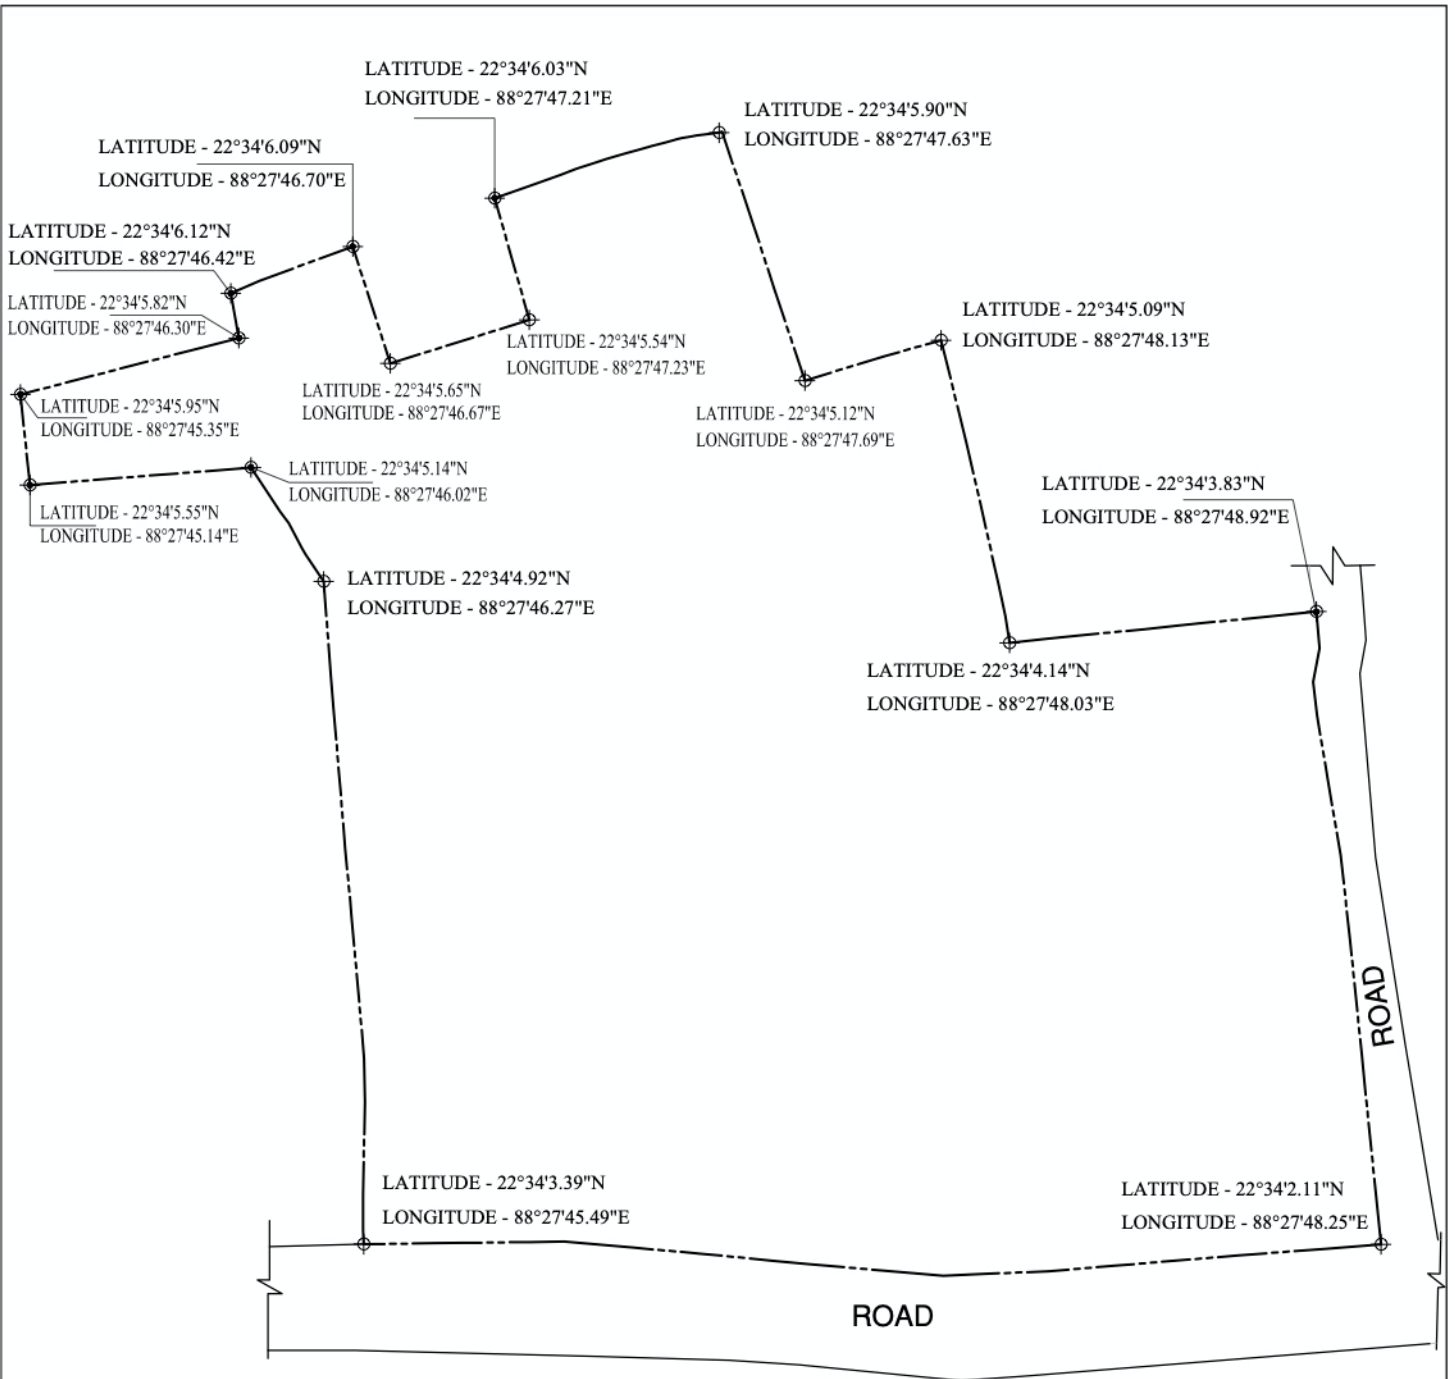 LATITUDE - 22°34'6.03"N
LONGITUDE - 88°27'47.21"E
LATITUDE - 22°34'5.90"N
LONGITUDE - 88°27'47.63"E
LATITUDE - 22°34'6.09"N
LONGITUDE - 88°27'46.70"E
LATITUDE - 22°34'6.12"N
LONGITUDE - 88°27'46.42"E
LATITUDE - 22°34'5.82"N
LONGITUDE - 88°27'46.30"E
LATITUDE - 22°34'5.54"N
LONGITUDE - 88°27'47.23"E
LATITUDE - 22°34'5.09"N
LONGITUDE - 88°27'48.13"E
LATITUDE - 22°34'5.65"N
LONGITUDE - 88°27'46.67"E
LATITUDE - 22°34'5.95"N
LONGITUDE - 88°27'45.35"E
LATITUDE - 22°34'5.12"N
LONGITUDE - 88°27'47.69"E
LATITUDE - 22°34'5.14"N
LONGITUDE - 88°27'46.02"E
LATITUDE - 22°34'5.55"N
LONGITUDE - 88°27'45.14"E
LATITUDE - 22°34'3.83"N
LONGITUDE - 88°27'48.92"E
LATITUDE - 22°34'4.92"N
LONGITUDE - 88°27'46.27"E
LATITUDE - 22°34'4.14"N
LONGITUDE - 88°27'48.03"E
ROAD
LATITUDE - 22°34'3.39"N
LONGITUDE - 88°27'45.49"E
LATITUDE - 22°34'2.11"N
LONGITUDE - 88°27'48.25"E
ROAD